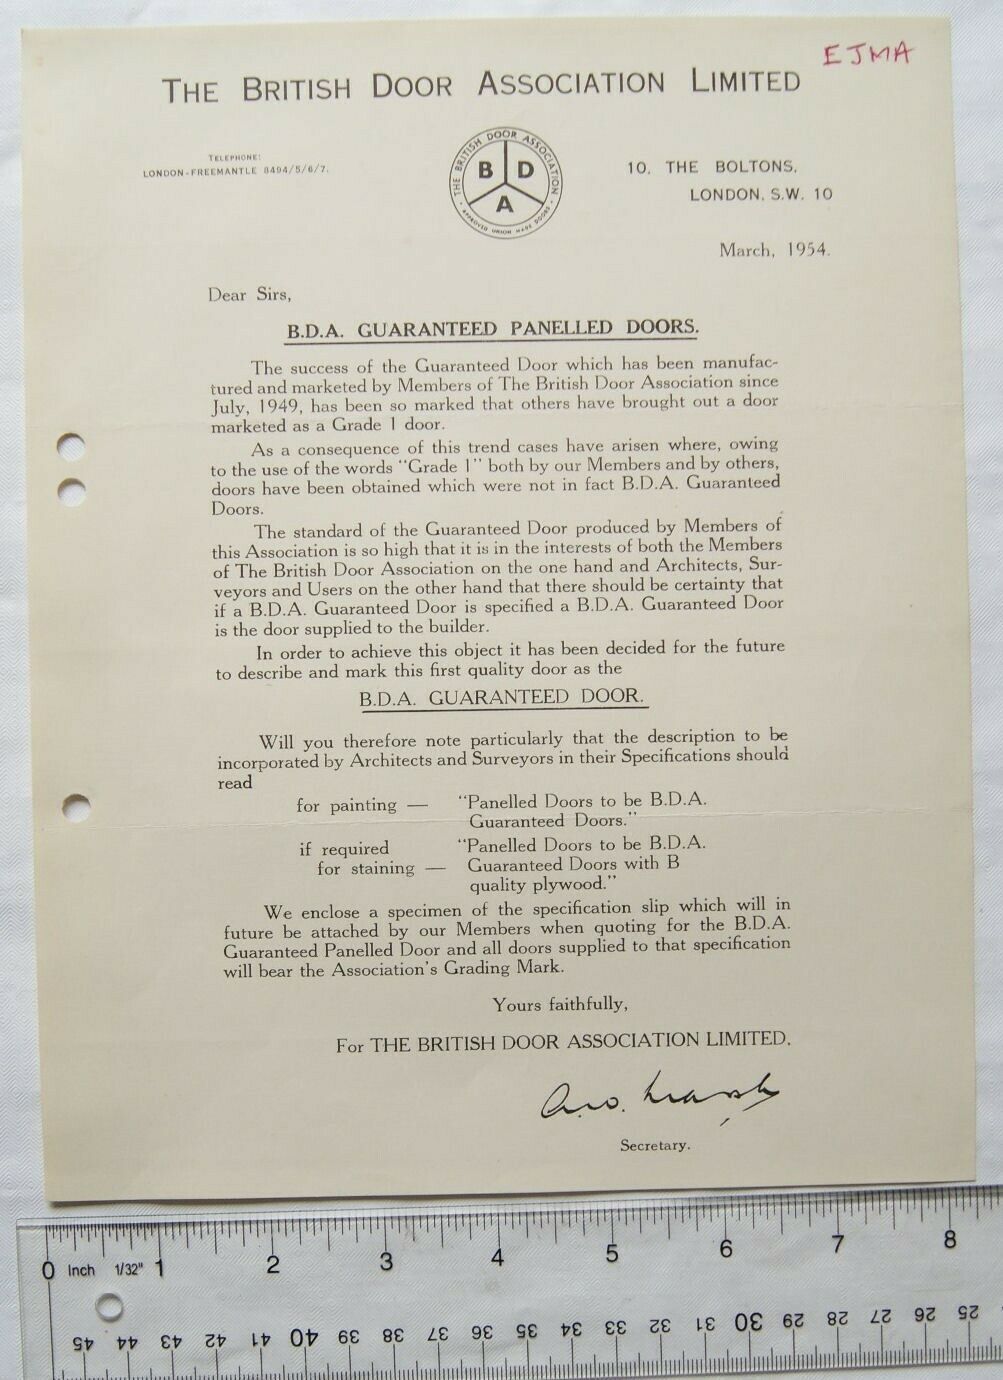 EJMA
THE BRITISH DOOR ASSOCIATION LIMITED
TELEPHONE:
LONDON-FREEMANTLE 8494/5/6/7.
THE BRITISH DOOR ASSOCIATION
B D
A
APPROVED UNION MADE DOORS
10, THE BOLTONS,
LONDON, S.W. 10
March, 1954.
Dear Sirs,
B.D.A. GUARANTEED PANELLED DOORS.
The success of the Guaranteed Door which has been manufac-
tured and marketed by Members of The British Door Association since
July, 1949, has been so marked that others have brought out a door
marketed as a Grade 1 door.
As a consequence of this trend cases have arisen where, owing
to the use of the words "Grade 1" both by our Members and by others,
doors have been obtained which were not in fact B.D.A. Guaranteed
Doors.
The standard of the Guaranteed Door produced by Members of
this Association is so high that it is in the interests of both the Members
of The British Door Association on the one hand and Architects, Sur-
veyors and Users on the other hand that there should be certainty that
if a B.D.A. Guaranteed Door is specified a B.D.A. Guaranteed Door
is the door supplied to the builder.
In order to achieve this object it has been decided for the future
to describe and mark this first quality door as the
B.D.A. GUARANTEED DOOR.
Will you therefore note particularly that the description to be
incorporated by Architects and Surveyors in their Specifications should
read
for painting — "Panelled Doors to be B.D.A.
Guaranteed Doors."
if required "Panelled Doors to be B.D.A.
for staining — Guaranteed Doors with B
quality plywood."
We enclose a specimen of the specification slip which will in
future be attached by our Members when quoting for the B.D.A.
Guaranteed Panelled Door and all doors supplied to that specification
will bear the Association's Grading Mark.
Yours faithfully,
For THE BRITISH DOOR ASSOCIATION LIMITED.
Secretary.
0 Inch 1/32" 1 2 3 4 5 6 7 8
45 44 43 42 41 40 39 38 37 36 35 34 33 32 31 30 29 28 27 26 25